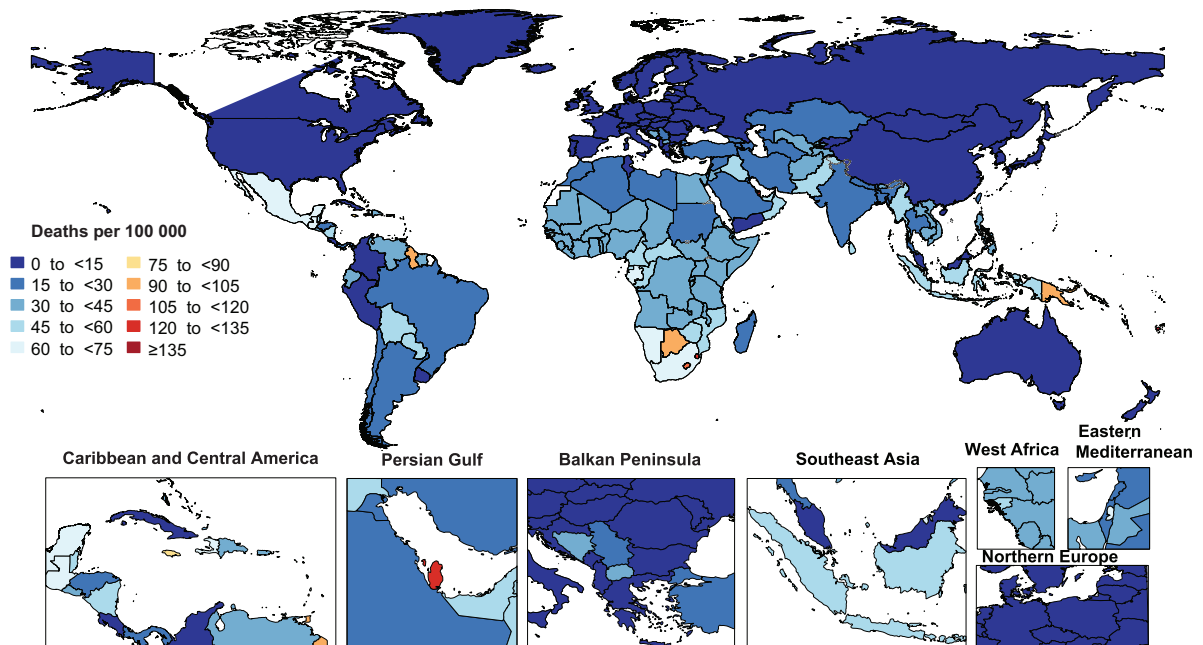 Deaths per 100 000
0 to <15
75 to <90
15 to <30
90 to <105
30 to <45
105 to <120
45 to <60
120 to <135
60 to <75
≥135
Caribbean and Central America
Persian Gulf
Balkan Peninsula
Southeast Asia
West Africa
Eastern
Mediterranean
Northern Europe